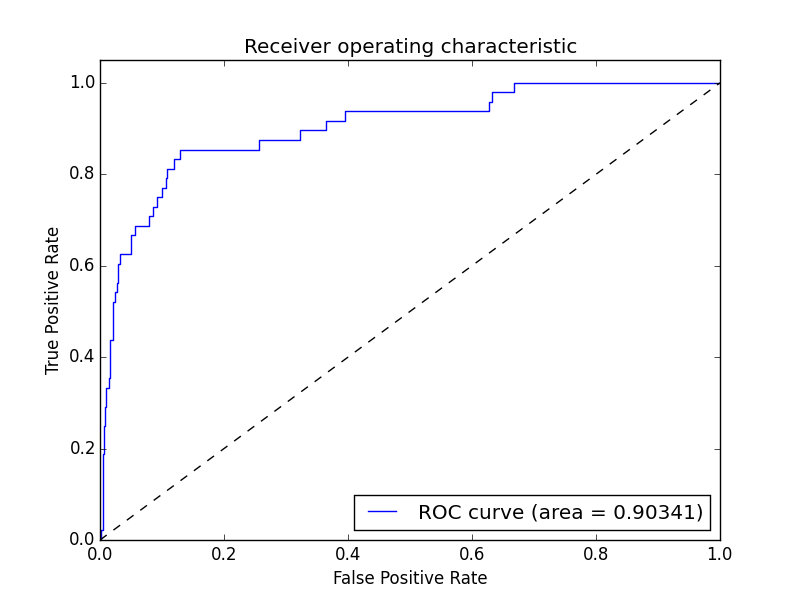 Receiver operating characteristic
1.0
0.8
0.6
0.4
0.2
0.0
True Positive Rate
ROC curve (area = 0.90341)
0.0 0.2 0.4 0.6 0.8 1.0
False Positive Rate